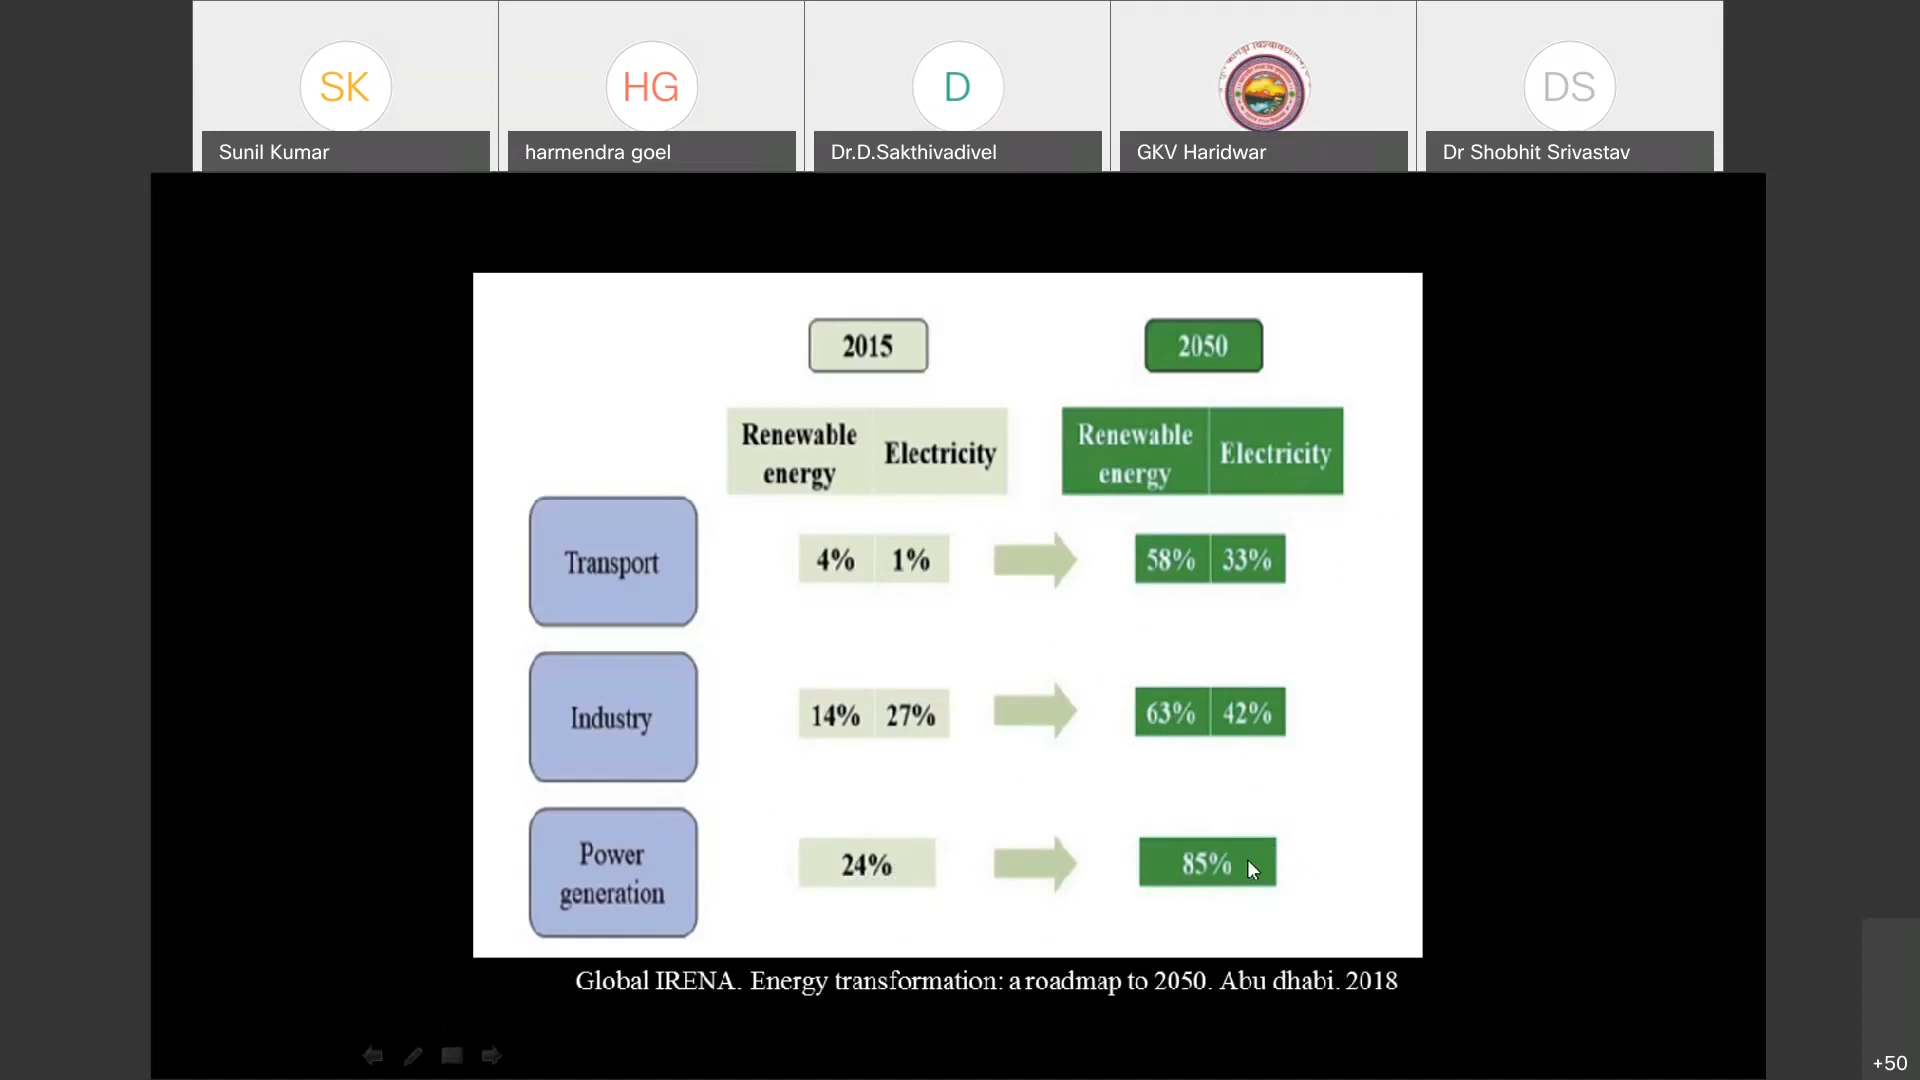 SK
HG
D
DS
Sunil Kumar
harmendra goel
Dr.D.Sakthivadivel
GKV Haridwar
Dr Shobhit Srivastav
2015
2050
Renewable
energy
Electricity
Renewable
energy
Electricity
Transport
4% 1%
58% 33%
Industry
14% 27%
63% 42%
Power
generation
24%
85%
Global IRENA. Energy transformation: a roadmap to 2050. Abu dhabi. 2018
+50